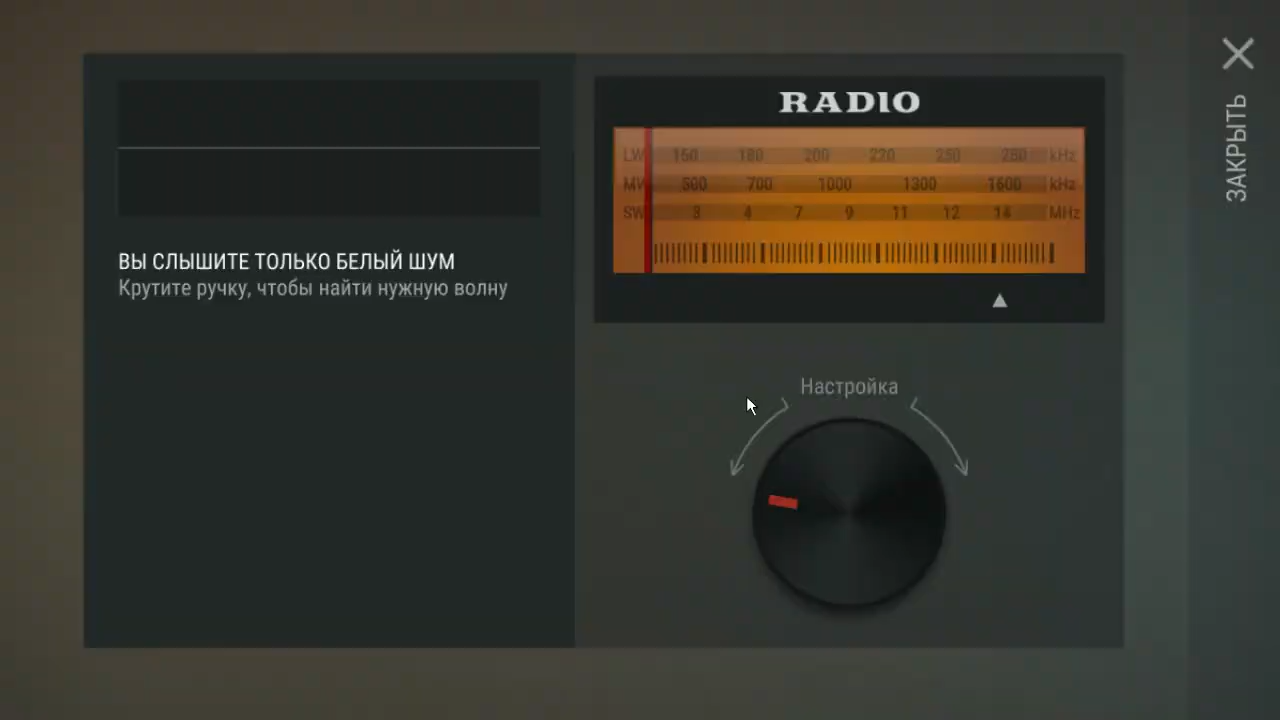 RADIO
LW 160 180 200 220 250 280 kHz
MW 500 700 1000 1300 1600 kHz
SW 3 4 7 9 11 12 14 MHz
ВЫ СЛЫШИТЕ ТОЛЬКО БЕЛЫЙ ШУМ
Крутите ручку, чтобы найти нужную волну
Настройка
ЗАКРЫТЬ